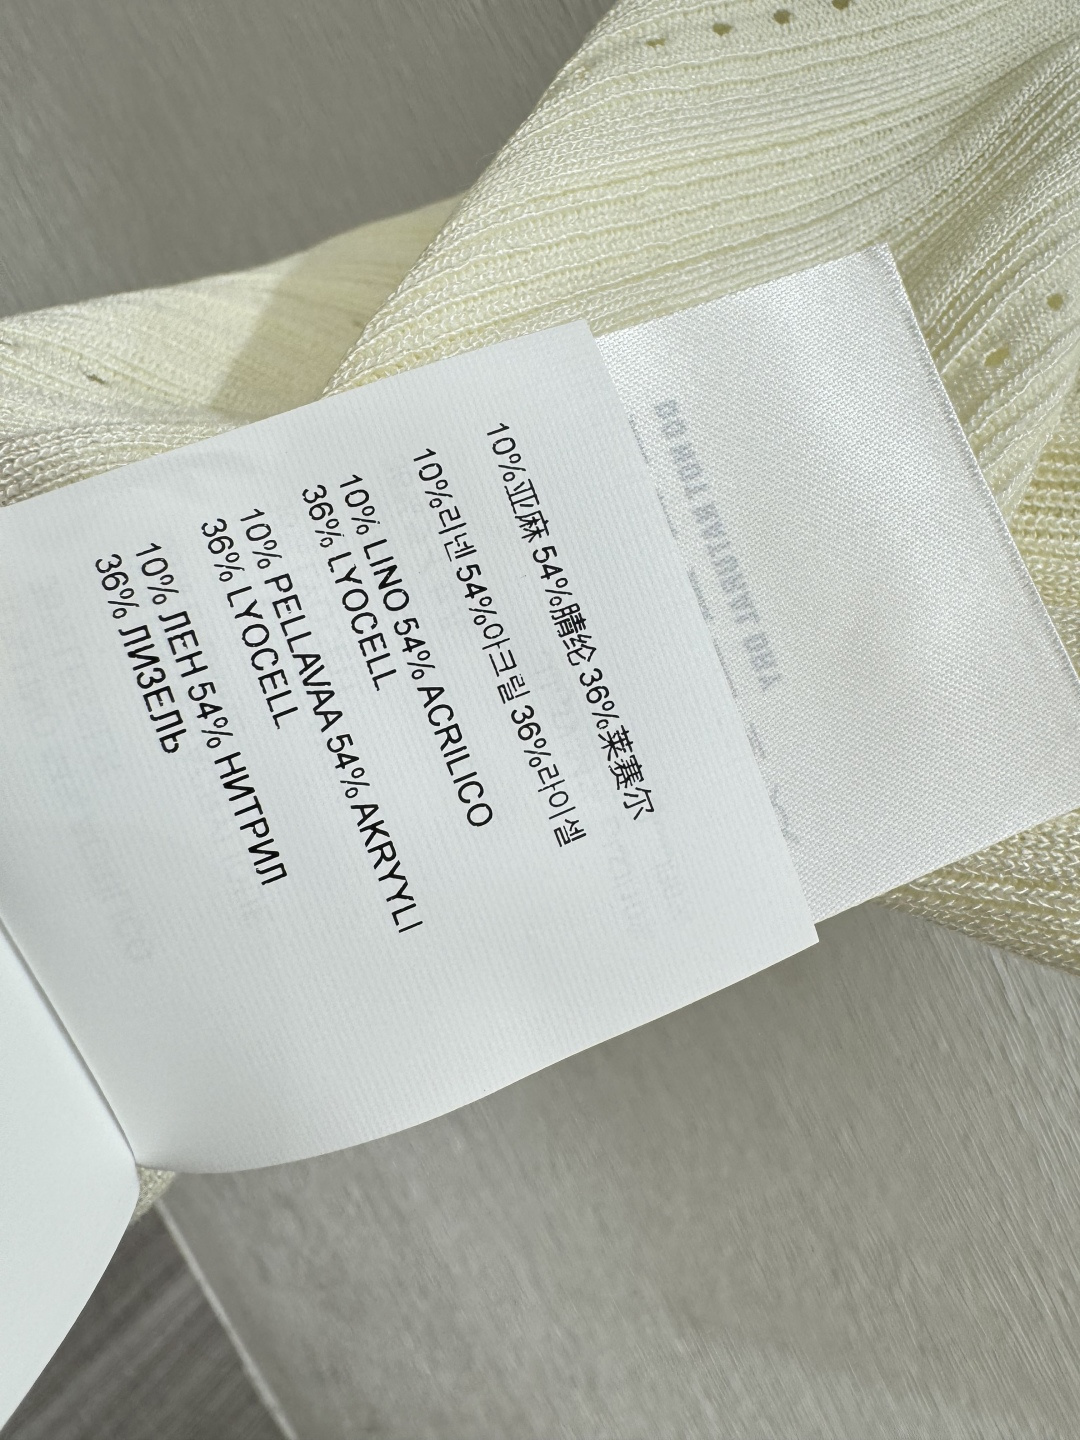 10%亚麻 54%腈纶 36%莱赛尔
10%리넨 54%아크릴 36%라이셀
10% LINO 54% ACRILICO
36% LYOCELL
10% PELLAVAA 54% AKRYYLI
36% LYOCELL
10% ЛЕН 54% НИТРИЛ
36% ЛИЗЕЛЬ